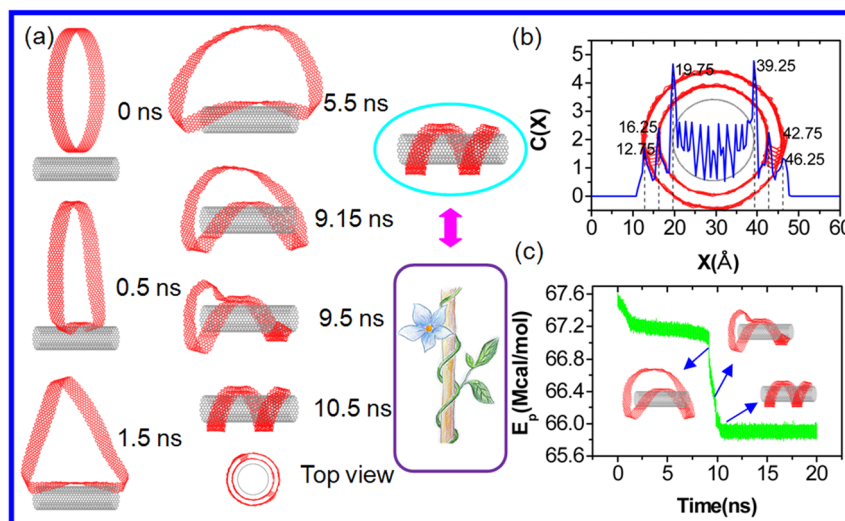 (a)
0 ns
0.5 ns
1.5 ns
5.5 ns
9.15 ns
9.5 ns
10.5 ns
Top view
(b)
C(X)
5
4
3
2
1
0
19.75
39.25
16.25
12.75
42.75
46.25
0 10 20 30 40 50 60
X(Å)
(c)
Ep(Mcal/mol)
67.6
67.2
66.8
66.4
66.0
65.6
0 5 10 15 20
Time(ns)